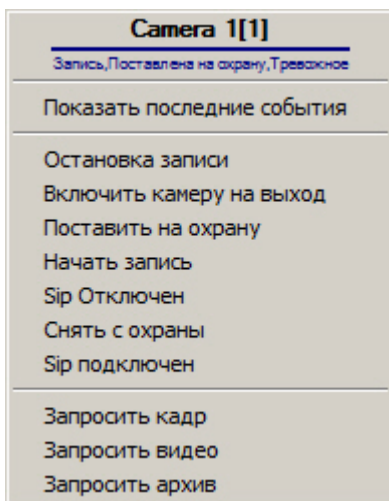 Camera 1[1]
Запись,Поставлена на охрану,Тревожное
Показать последние события
Остановка записи
Включить камеру на выход
Поставить на охрану
Начать запись
Sip Отключен
Снять с охраны
Sip подключен
Запросить кадр
Запросить видео
Запросить архив